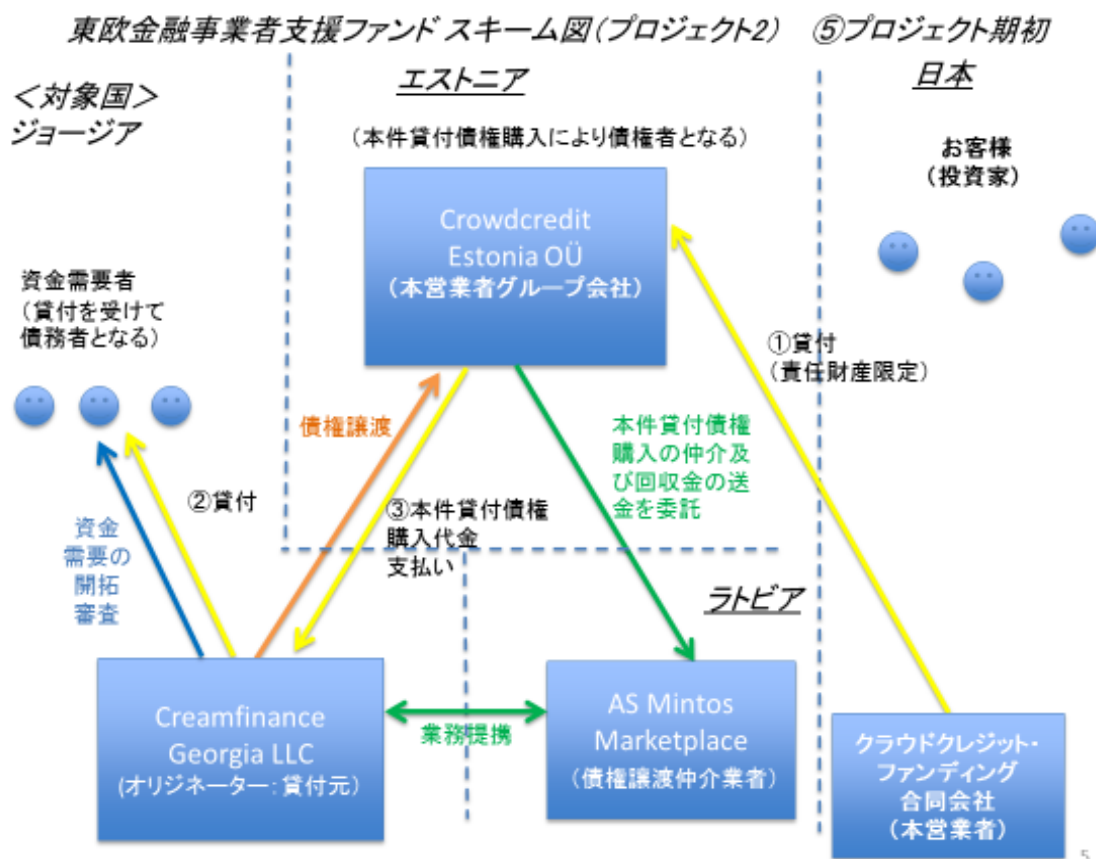 東欧金融事業者支援ファンド スキーム図(プロジェクト2) ⑤プロジェクト期初
エストニア
日本
<対象国>
ジョージア
(本件貸付債権購入により債権者となる)
お客様
(投資家)
Crowdcredit
Estonia OÜ
(本営業者グループ会社)
資金需要者
(貸付を受けて
債務者となる)
①貸付
(責任財産限定)
債権譲渡
本件貸付債権
購入の仲介及
び回収金の送
金を委託
②貸付
③本件貸付債権
購入代金
支払い
資金
需要の
開拓
審査
ラトビア
Creamfinance
Georgia LLC
(オリジネーター:貸付元)
業務提携
AS Mintos
Marketplace
(債権譲渡仲介業者)
クラウドクレジット・
ファンディング
合同会社
(本営業者)
5